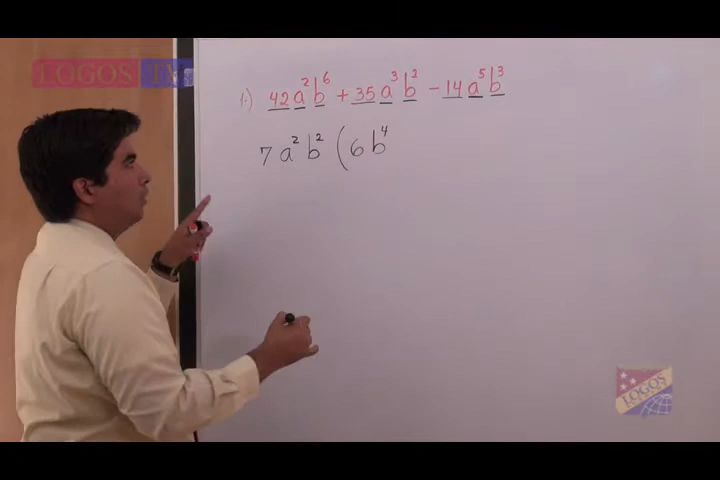 LOGOS TV
1.) 42a²b⁶ + 35a³b² - 14a⁵b³
7a²b² (6b⁴
LOGOS